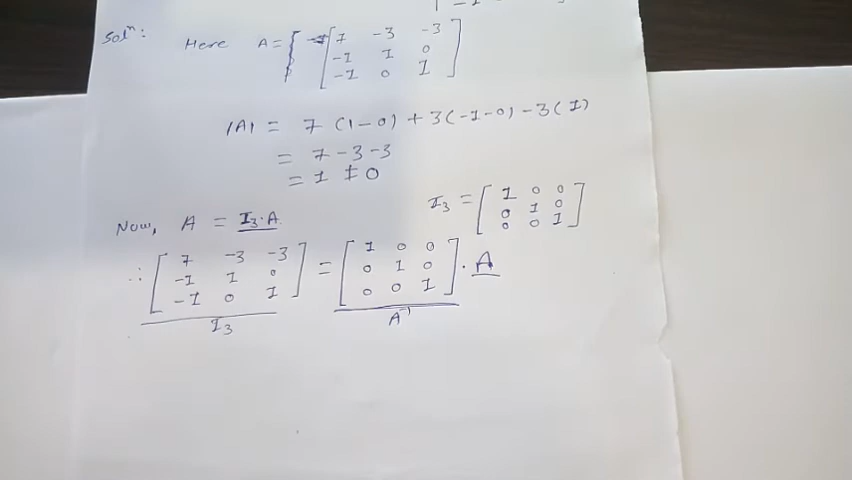 Solⁿ: Here A = [ 7 -3 -3
-1 1 0
-1 0 1 ]
|A| = 7 (1-0) + 3(-1-0) - 3(1)
= 7-3-3
= 1 ≠ 0
I₃ = [ 1 0 0
0 1 0
0 0 1 ]
Now, A = I₃·A
∴ [ 7 -3 -3 ] = [ 1 0 0 ] · A
-1 1 0 0 1 0
-1 0 1 0 0 1
I₃ A⁻¹